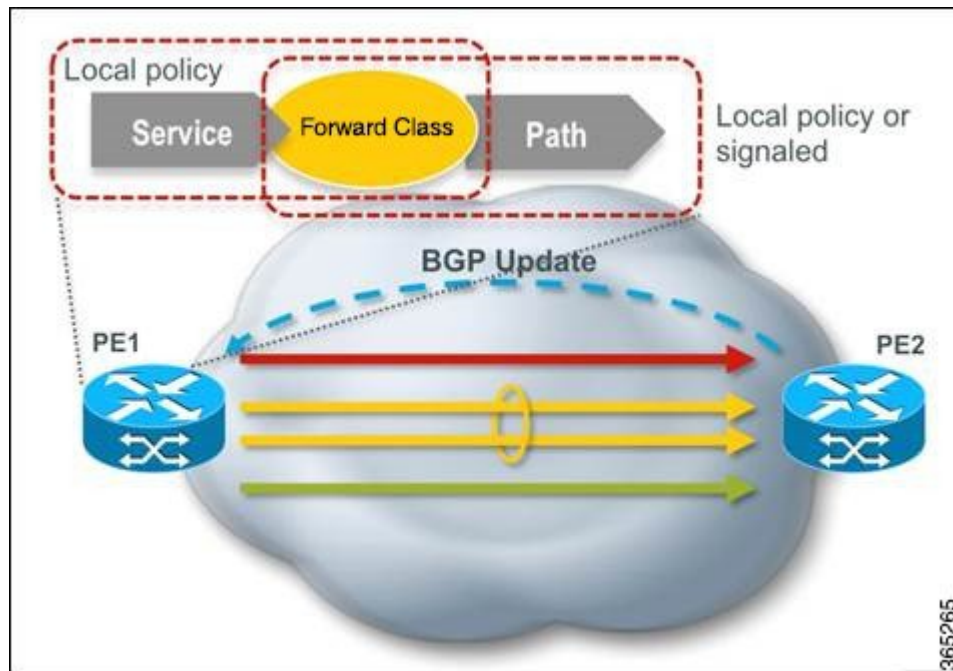 Local policy
Service
Forward Class
Path
Local policy or
signaled
BGP Update
PE1
PE2
365265